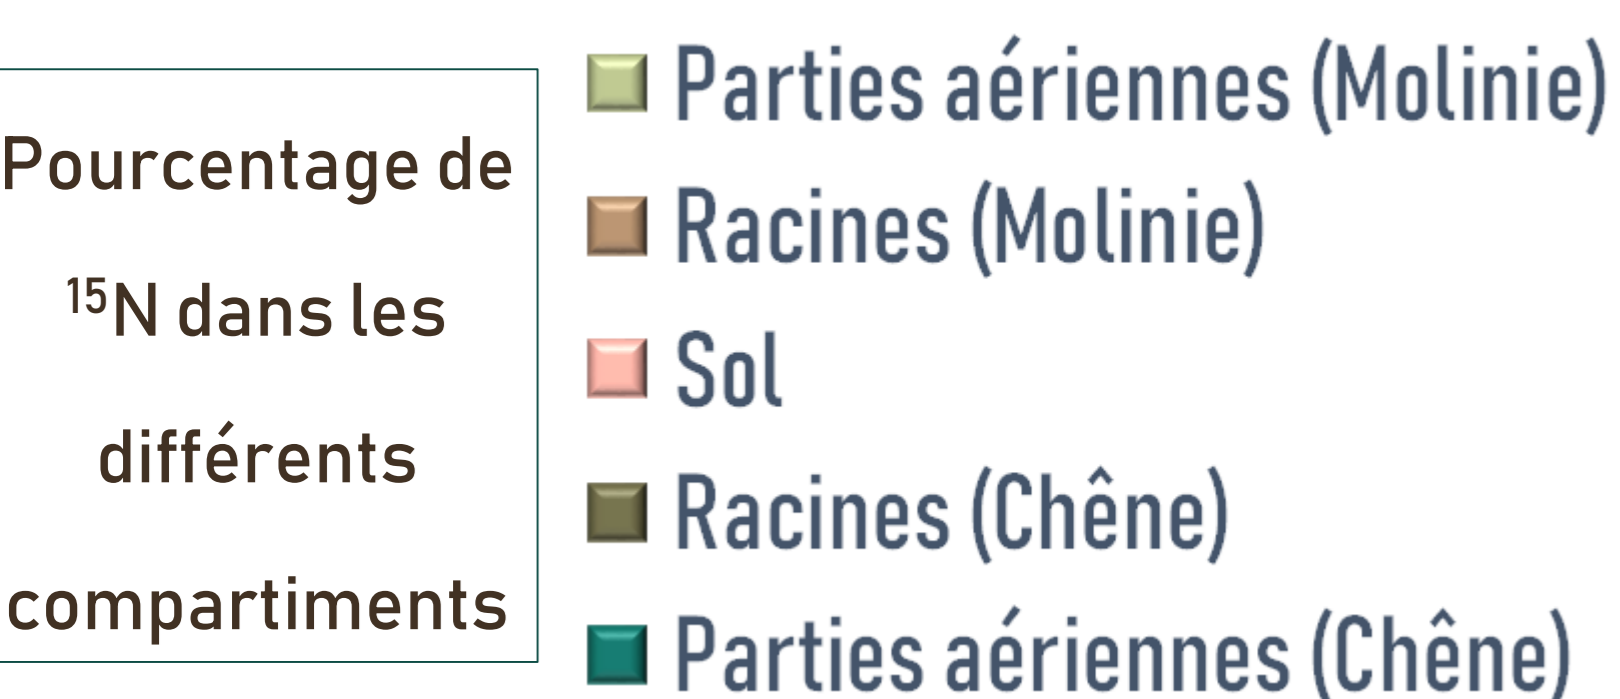 Pourcentage de
¹⁵N dans les
différents
compartiments
Parties aériennes (Molinie)
Racines (Molinie)
Sol
Racines (Chêne)
Parties aériennes (Chêne)